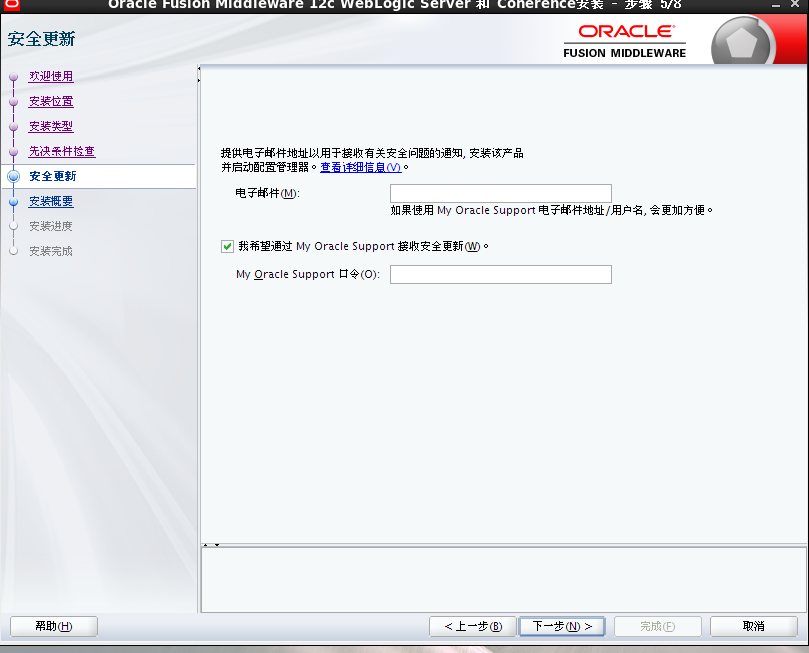 Oracle Fusion Middleware 12c WebLogic Server 和 Coherence安装 - 步骤 5/8
安全更新
ORACLE
FUSION MIDDLEWARE
欢迎使用
安装位置
安装类型
先决条件检查
安全更新
安装概要
安装进度
安装完成
提供电子邮件地址以用于接收有关安全问题的通知, 安装该产品
并启动配置管理器。查看详细信息(V)。
电子邮件(M):
如果使用 My Oracle Support 电子邮件地址/用户名, 会更加方便。
我希望通过 My Oracle Support 接收安全更新(W)。
My Oracle Support 口令(O):
帮助(H)
< 上一步(B)
下一步(N) >
完成(F)
取消